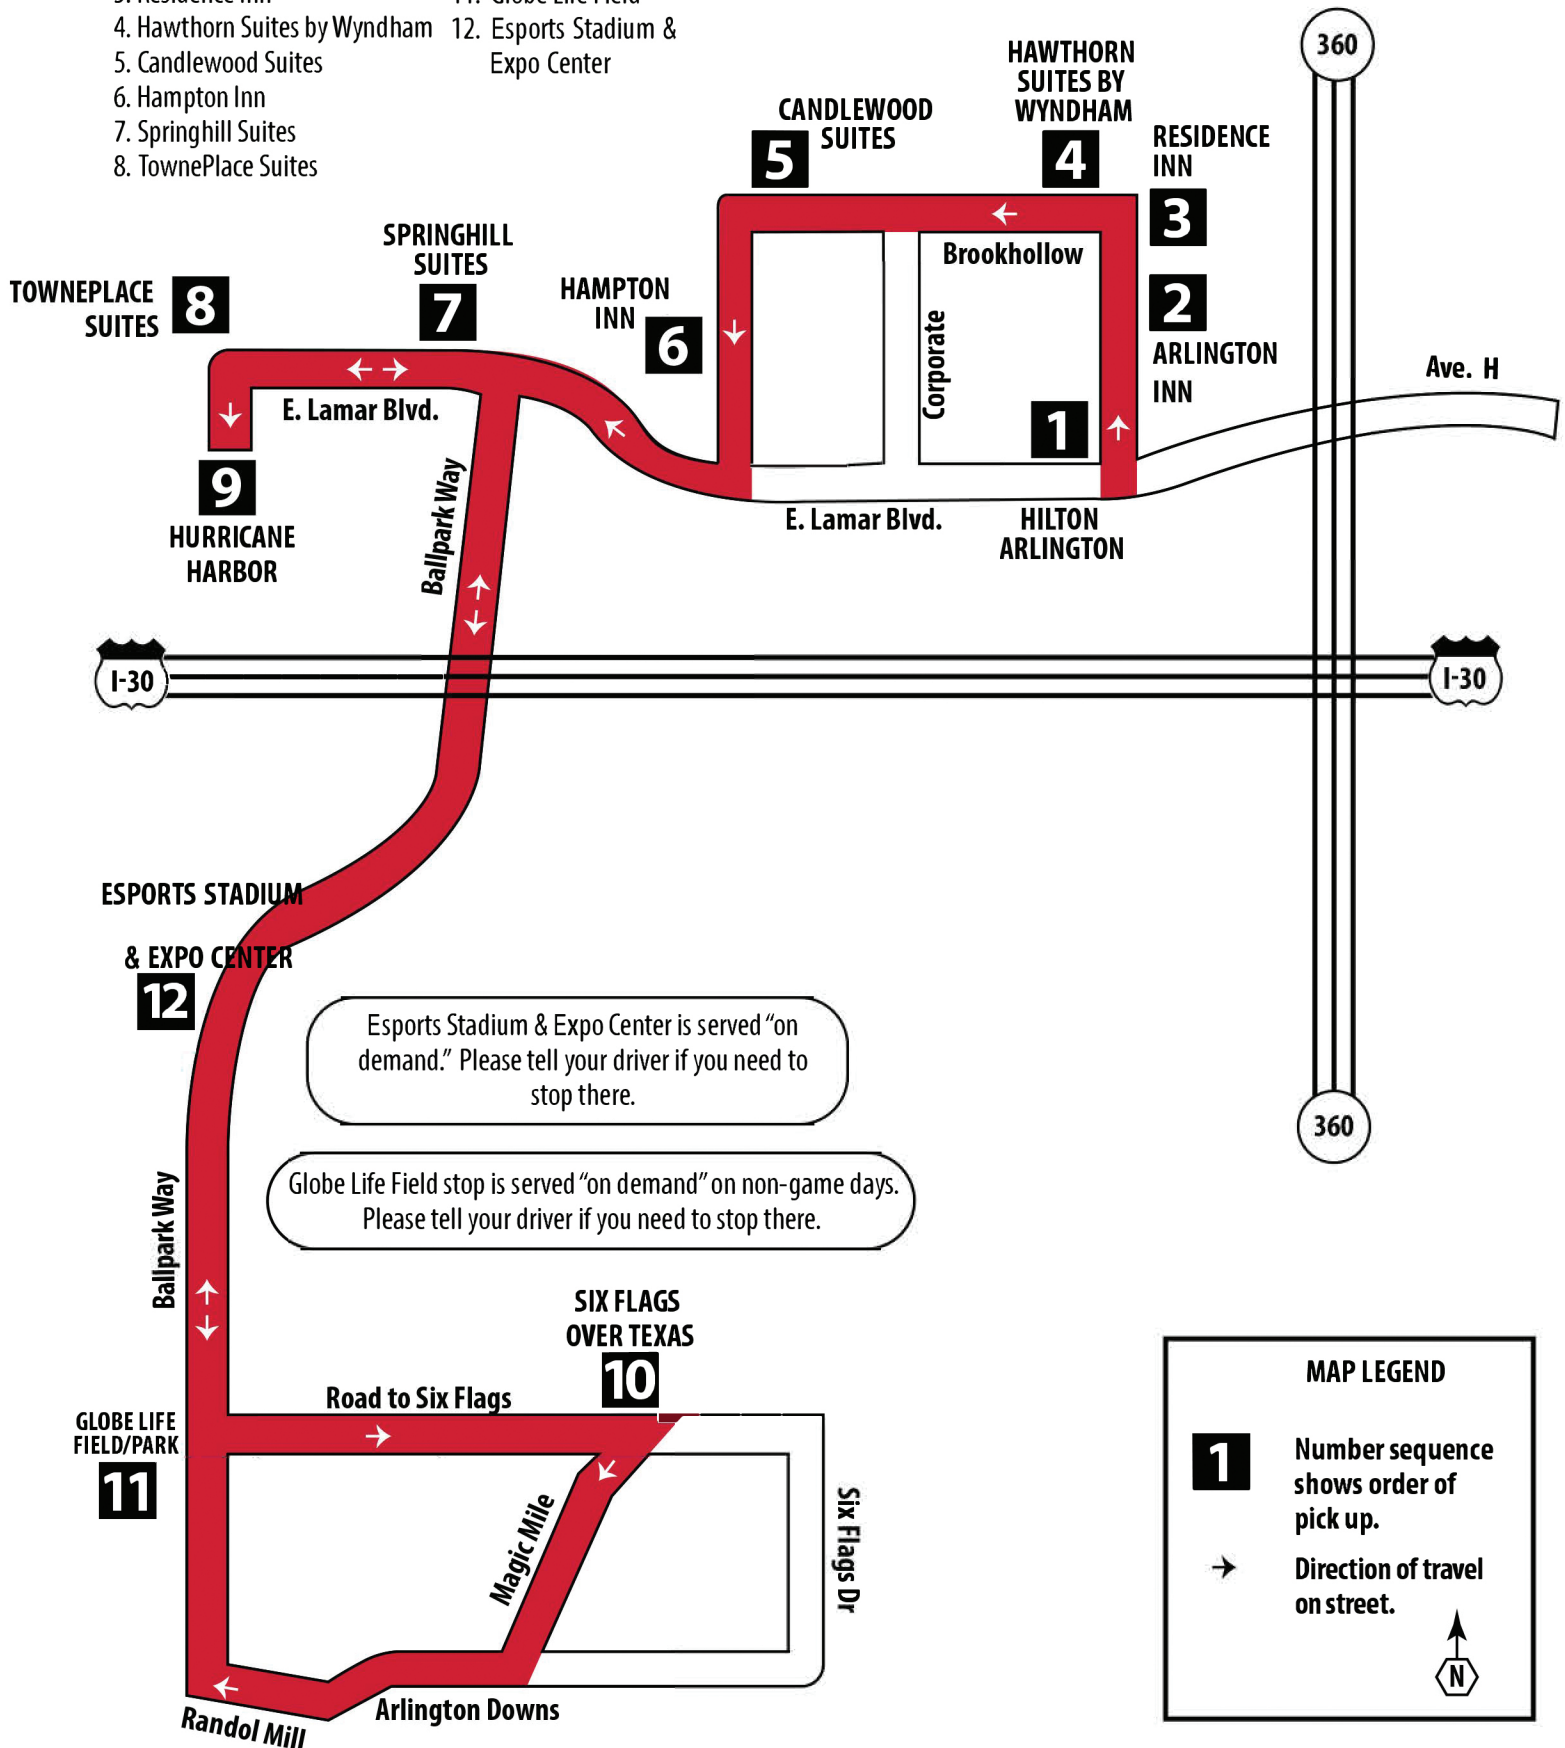 3. Residence Inn
4. Hawthorn Suites by Wyndham
5. Candlewood Suites
6. Hampton Inn
7. Springhill Suites
8. TownePlace Suites
11. Globe Life Field
12. Esports Stadium &
Expo Center
360
HAWTHORN
SUITES BY
WYNDHAM
4
CANDLEWOOD
SUITES
5
RESIDENCE
INN
3
Brookhollow
SPRINGHILL
SUITES
7
HAMPTON
INN
6
TOWNEPLACE
SUITES
8
2
ARLINGTON
INN
Corporate
Ave. H
E. Lamar Blvd.
1
9
HURRICANE
HARBOR
Ballpark Way
E. Lamar Blvd.
HILTON
ARLINGTON
I-30
I-30
ESPORTS STADIUM
& EXPO CENTER
12
Esports Stadium & Expo Center is served “on
demand.” Please tell your driver if you need to
stop there.
360
Globe Life Field stop is served “on demand” on non-game days.
Please tell your driver if you need to stop there.
Ballpark Way
SIX FLAGS
OVER TEXAS
10
Road to Six Flags
GLOBE LIFE
FIELD/PARK
11
Magic Mile
Six Flags Dr
Arlington Downs
Randol Mill
MAP LEGEND
1
Number sequence
shows order of
pick up.
Direction of travel
on street.
N